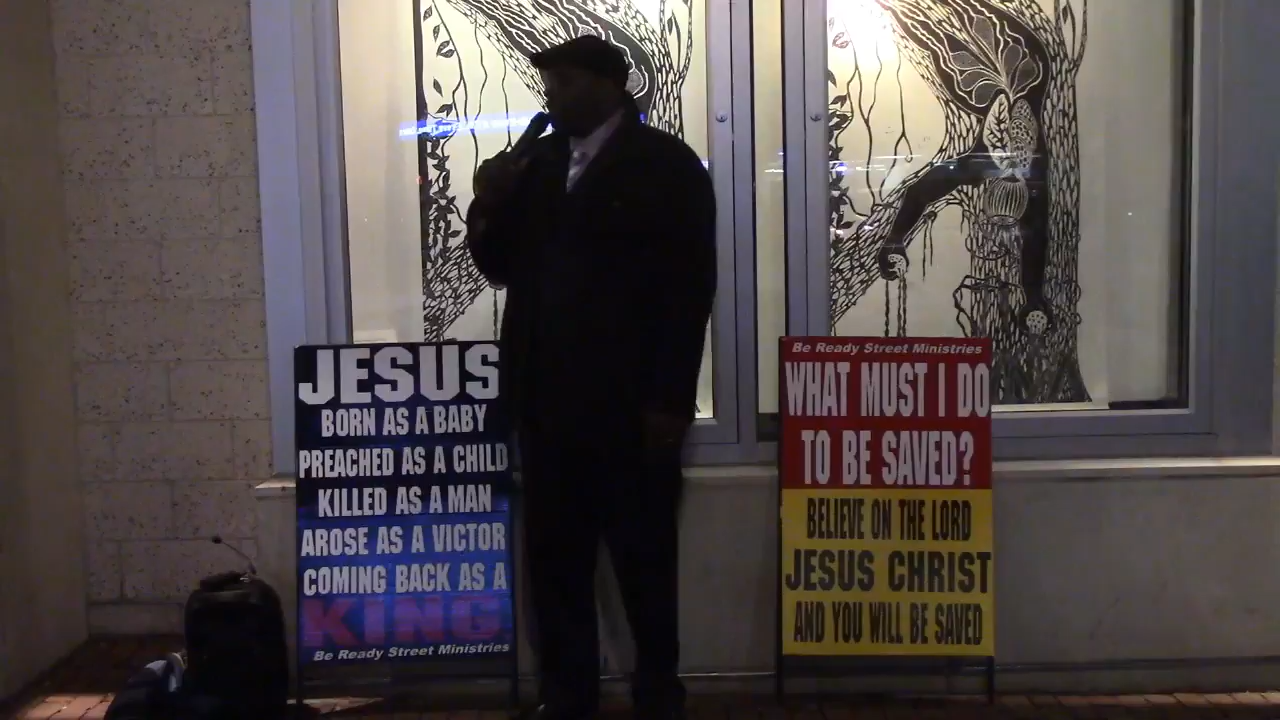 JESUS
BORN AS A BABY
PREACHED AS A CHILD
KILLED AS A MAN
AROSE AS A VICTOR
COMING BACK AS A
KING
Be Ready Street Ministries
Be Ready Street Ministries
WHAT MUST I DO
TO BE SAVED?
BELIEVE ON THE LORD
JESUS CHRIST
AND YOU WILL BE SAVED